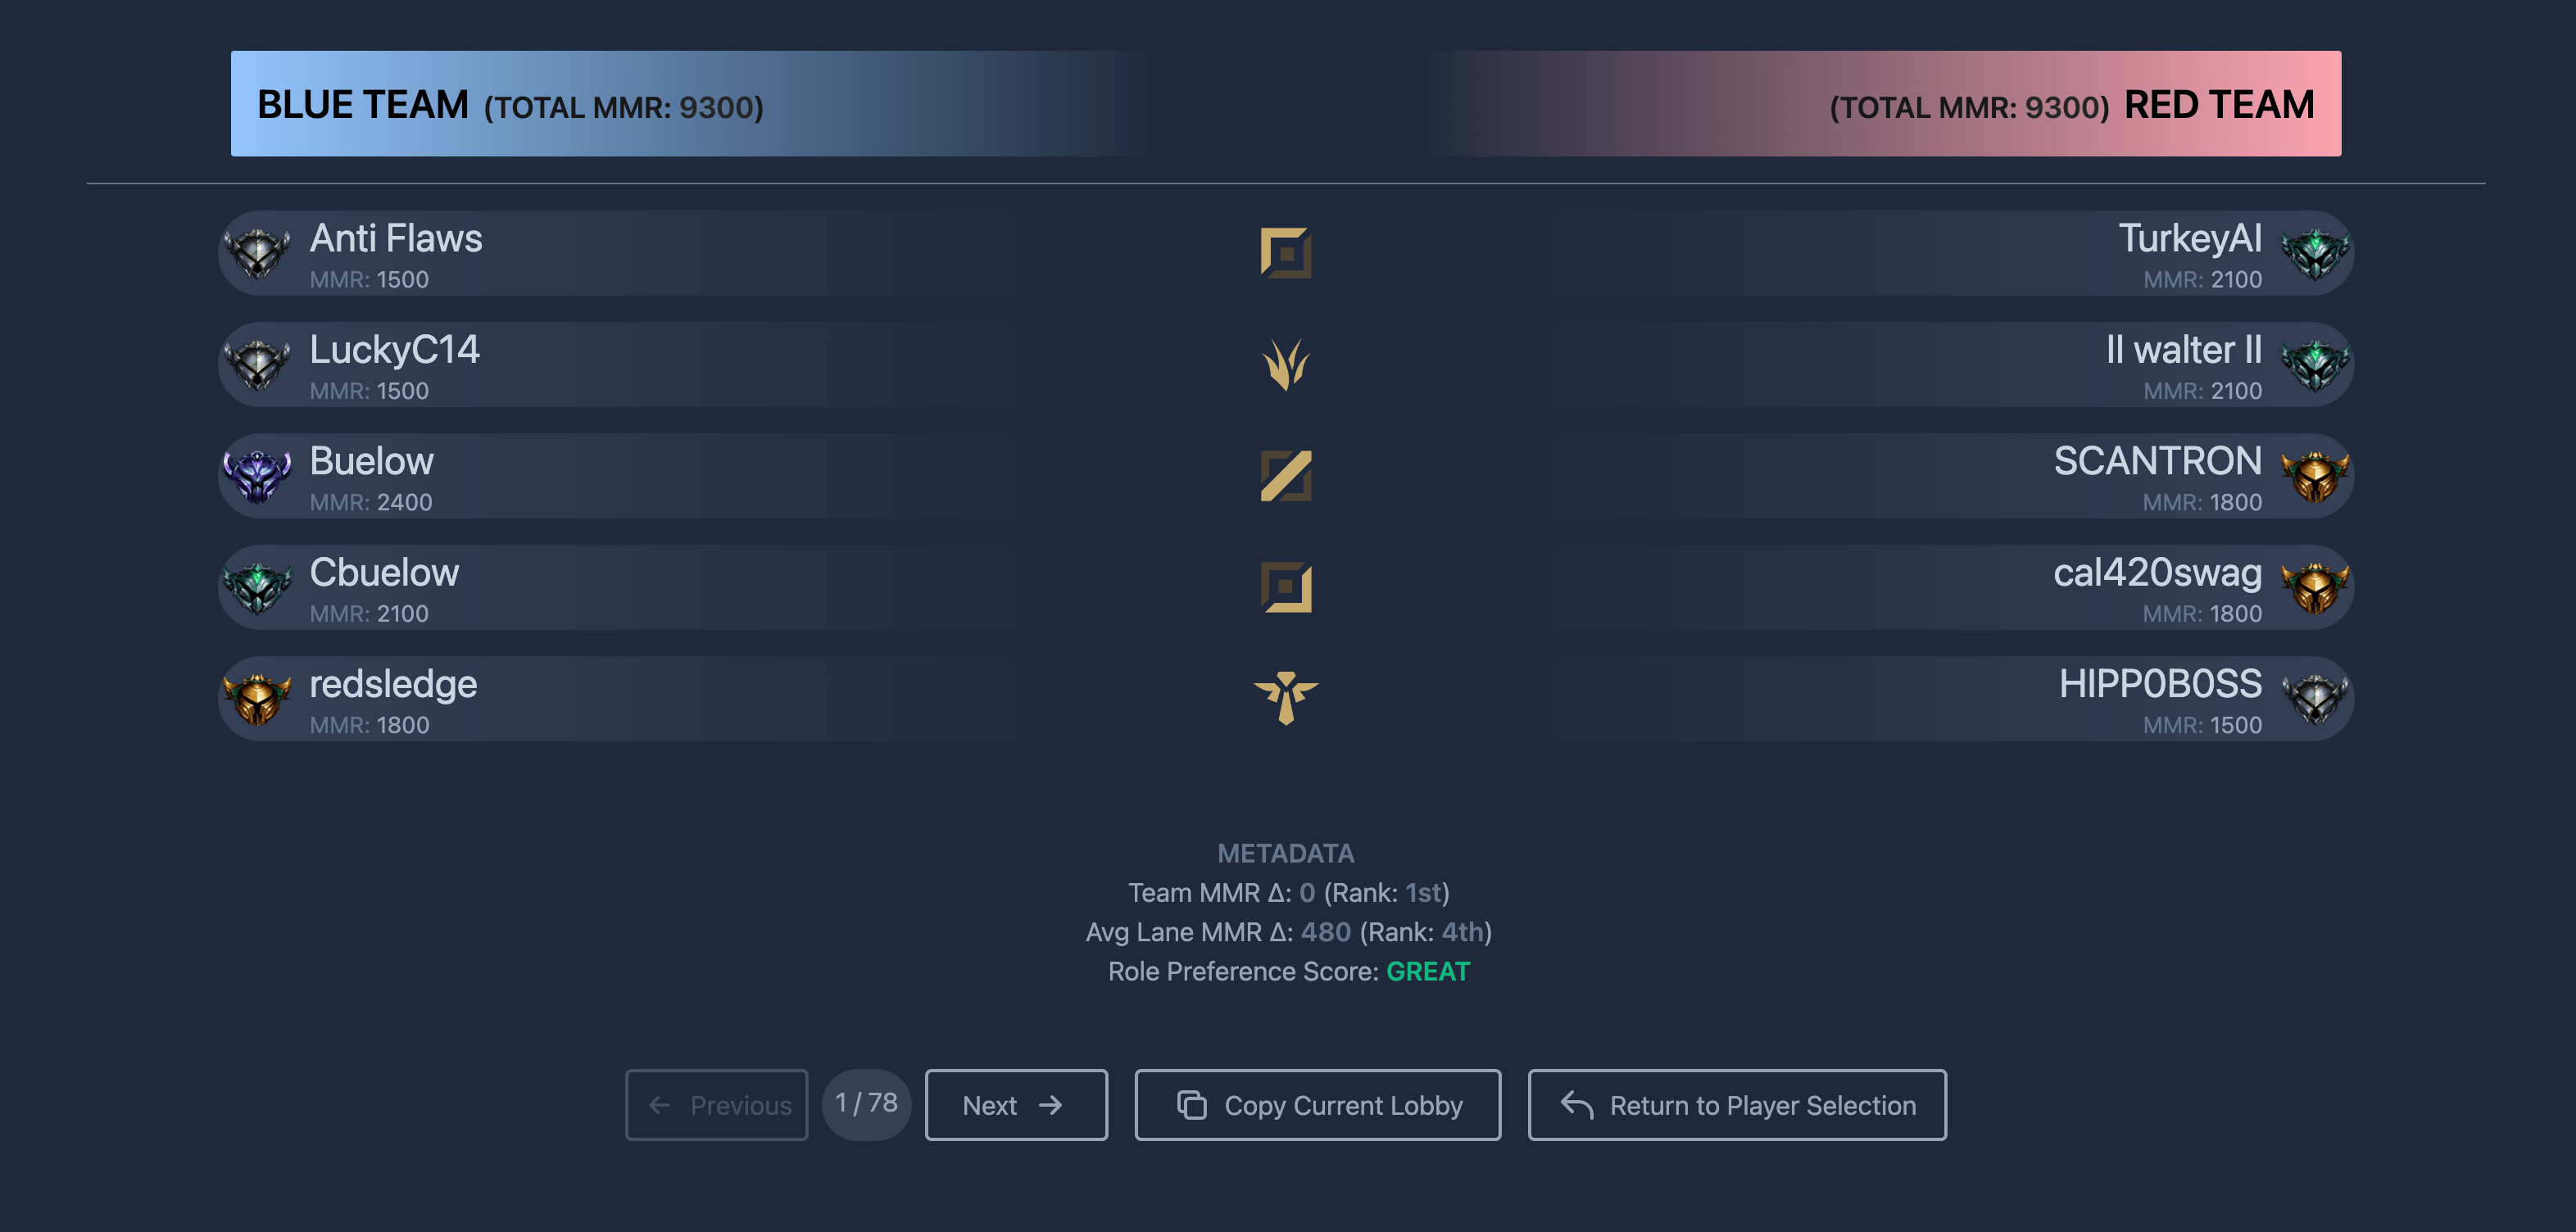 BLUE TEAM (TOTAL MMR: 9300)
(TOTAL MMR: 9300) RED TEAM
Anti Flaws
MMR: 1500
TurkeyAI
MMR: 2100
LuckyC14
MMR: 1500
II walter II
MMR: 2100
Buelow
MMR: 2400
SCANTRON
MMR: 1800
Cbuelow
MMR: 2100
cal420swag
MMR: 1800
redsledge
MMR: 1800
HIPP0B0SS
MMR: 1500
METADATA
Team MMR Δ: 0 (Rank: 1st)
Avg Lane MMR Δ: 480 (Rank: 4th)
Role Preference Score: GREAT
Previous
1 / 78
Next
Copy Current Lobby
Return to Player Selection